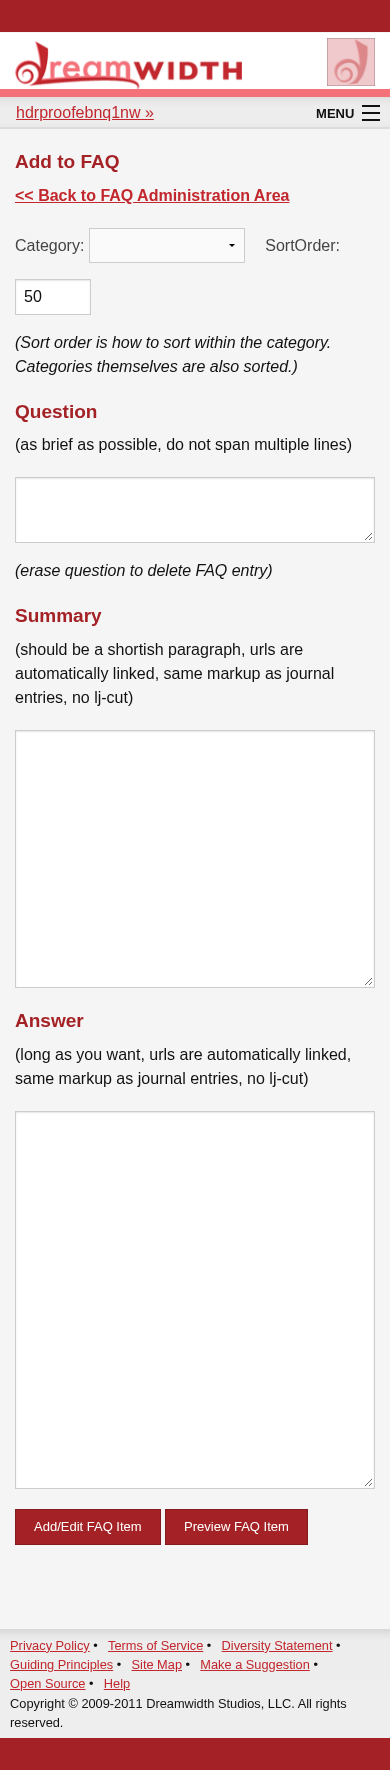 dreamWIDTH
hdrproofebnq1nw »
MENU
Add to FAQ
<< Back to FAQ Administration Area
Category: SortOrder:
50
(Sort order is how to sort within the category.
Categories themselves are also sorted.)
Question
(as brief as possible, do not span multiple lines)
(erase question to delete FAQ entry)
Summary
(should be a shortish paragraph, urls are
automatically linked, same markup as journal
entries, no lj-cut)
Answer
(long as you want, urls are automatically linked,
same markup as journal entries, no lj-cut)
Add/Edit FAQ Item Preview FAQ Item
Privacy Policy • Terms of Service • Diversity Statement •
Guiding Principles • Site Map • Make a Suggestion •
Open Source • Help
Copyright © 2009-2011 Dreamwidth Studios, LLC. All rights
reserved.